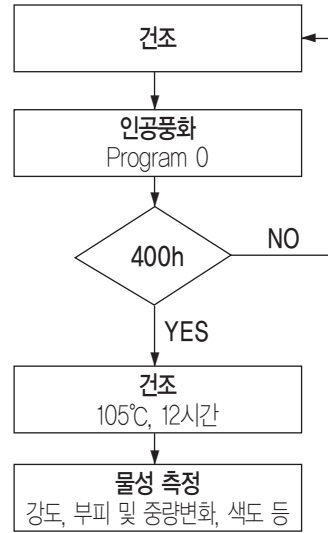 건조
인공풍화
Program 0
400h
NO
YES
건조
105℃, 12시간
물성 측정
강도, 부피 및 중량변화, 색도 등